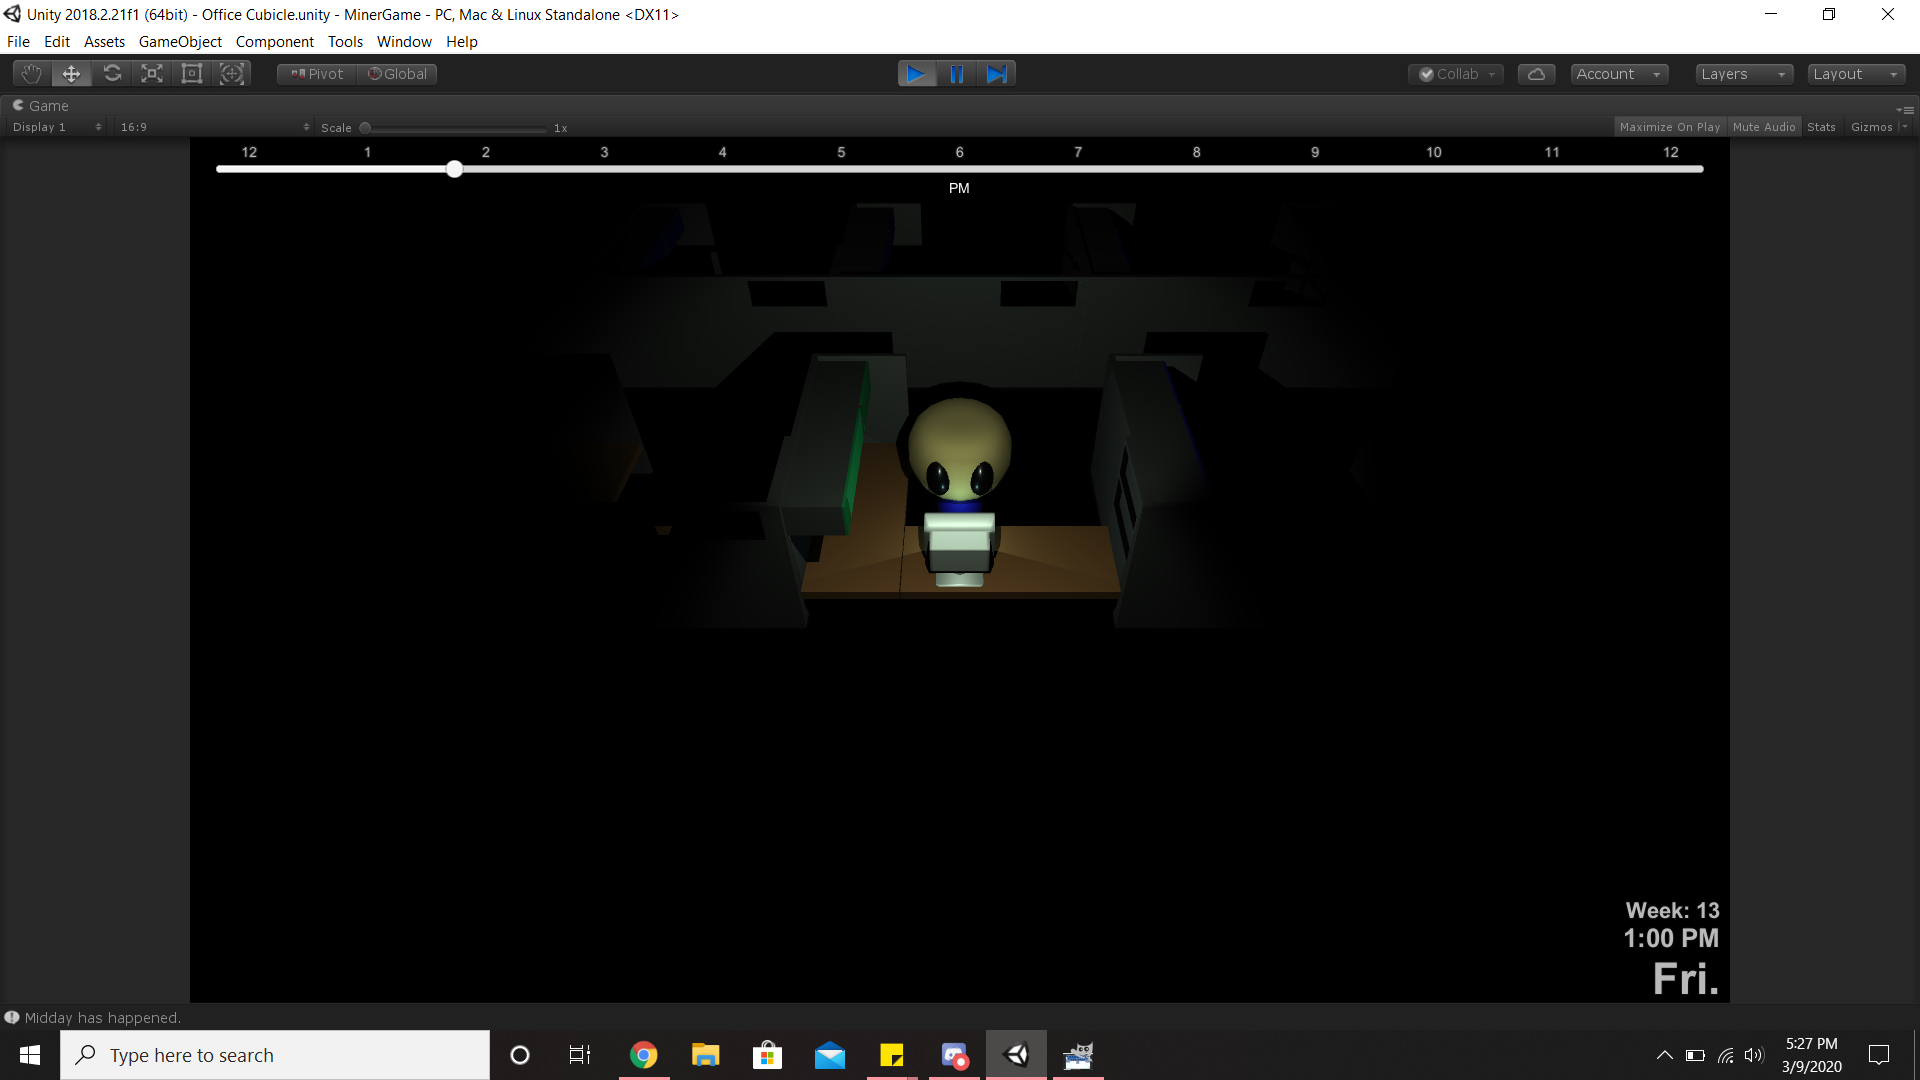 Unity 2018.2.21f1 (64bit) - Office Cubicle.unity - MinerGame - PC, Mac & Linux Standalone <DX11>
File Edit Assets GameObject Component Tools Window Help
Pivot Global Collab Account Layers Layout
Game
Display 1 16:9 Scale 1x Maximize On Play Mute Audio Stats Gizmos
12 1 2 3 4 5 6 7 8 9 10 11 12
PM
Week: 13
1:00 PM
Fri.
Midday has happened.
Type here to search
5:27 PM
3/9/2020